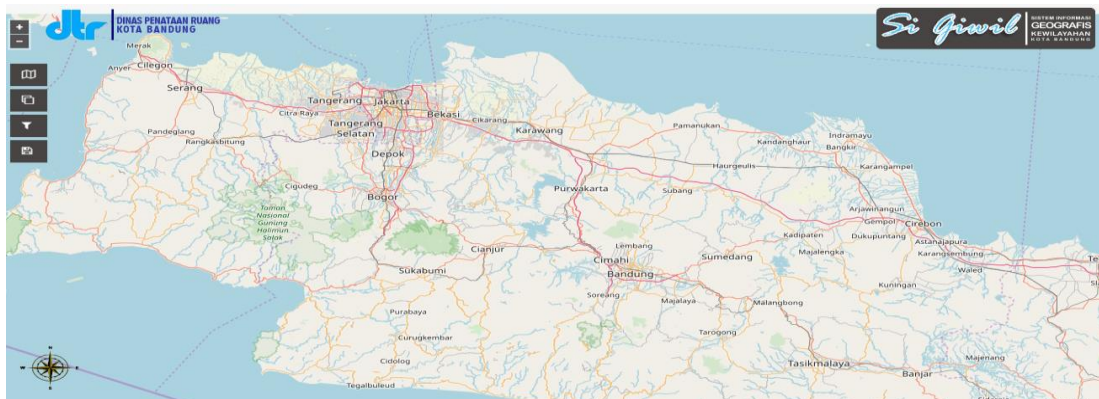 +
−
dtr
DINAS PENATAAN RUANG
KOTA BANDUNG
Si Giwil
SISTEM INFORMASI
GEOGRAFIS
KEWILAYAHAN
KOTA BANDUNG
Merak
Anyer
Cilegon
Serang
Pandeglang
Rangkasbitung
Citra Raya
Tangerang
Jakarta
Bekasi
Cikarang
Tangerang
Selatan
Depok
Karawang
Pamanukan
Kandanghaur
Indramayu
Bangkir
Haurgeulis
Karangampel
Cigudeg
Bogor
Purwakarta
Subang
Taman
Nasional
Gunung
Halimun
Salak
Arjawinangun
Gempol
Cirebon
Kadipaten
Dukupuntang
Astanajapura
Karangsembung
Cianjur
Lembang
Cimahi
Bandung
Sumedang
Majalengka
Waled
Sukabumi
Kuningan
Soreang
Majalaya
Malangbong
Purabaya
Curugkembar
Tarogong
Cidolog
Tegalbuleud
Tasikmalaya
Majenang
Banjar
N
W
E
S